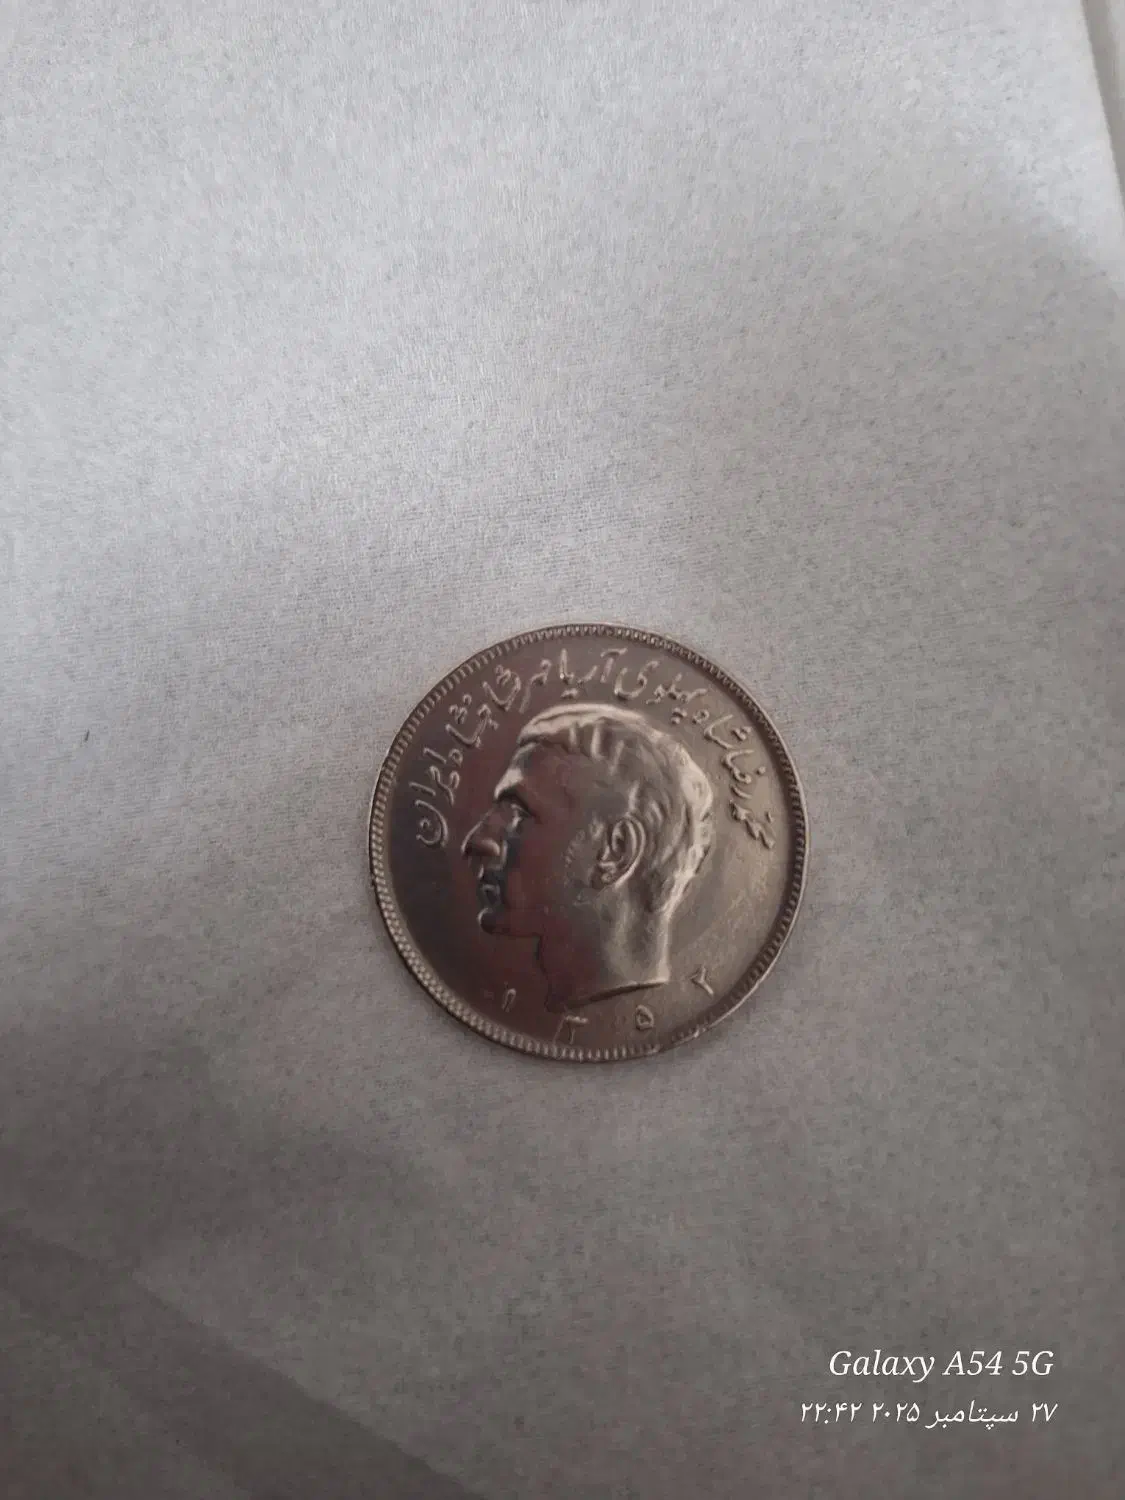 محمدرضا شاه پهلوی آریامهر شاهنشاه ایران
۱۳۵۲
Galaxy A54 5G
۲۷ سپتامبر ۲۰۲۵ ۲۲:۴۲